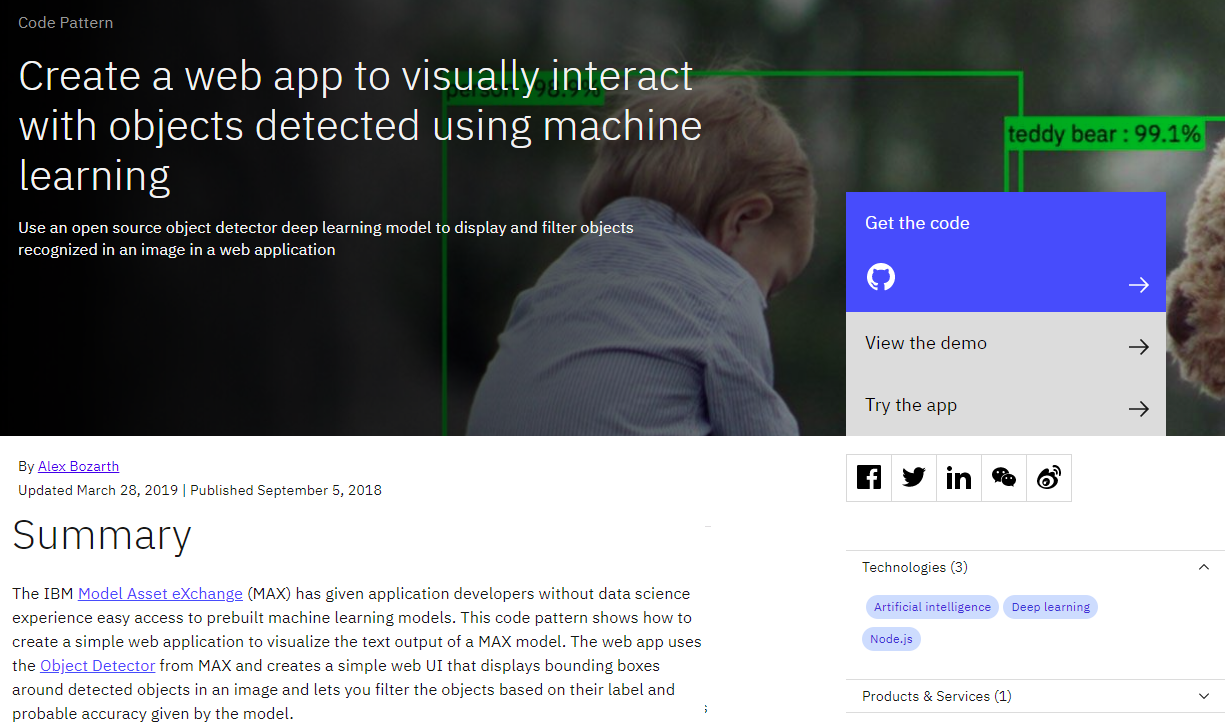 Code Pattern
Create a web app to visually interact
with objects detected using machine
learning
Use an open source object detector deep learning model to display and filter objects
recognized in an image in a web application
person : 98.9%
teddy bear : 99.1%
Get the code
View the demo
Try the app
By Alex Bozarth
Updated March 28, 2019 | Published September 5, 2018
Summary
The IBM Model Asset eXchange (MAX) has given application developers without data science
experience easy access to prebuilt machine learning models. This code pattern shows how to
create a simple web application to visualize the text output of a MAX model. The web app uses
the Object Detector from MAX and creates a simple web UI that displays bounding boxes
around detected objects in an image and lets you filter the objects based on their label and
probable accuracy given by the model.
Technologies (3)
Artificial intelligence
Deep learning
Node.js
Products & Services (1)